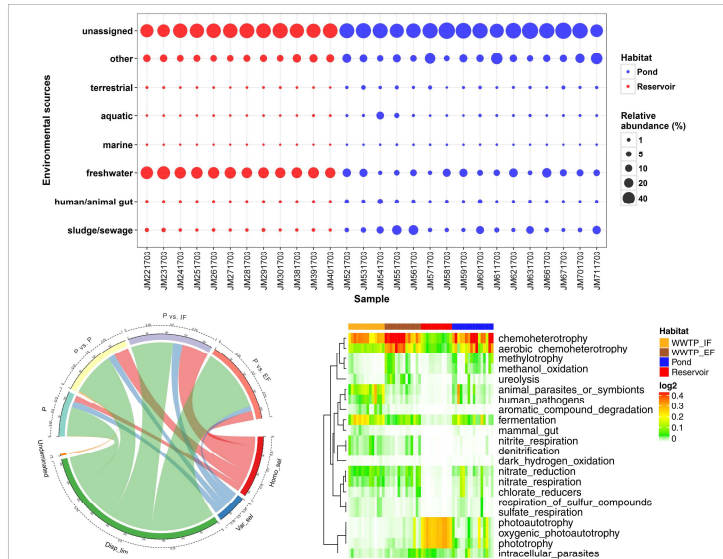 unassigned
other
terrestrial
aquatic
marine
freshwater
human/animal gut
sludge/sewage
Environmental sources
JM221703
JM231703
JM241703
JM251703
JM261703
JM271703
JM281703
JM291703
JM301703
JM381703
JM391703
JM401703
JM521703
JM531703
JM541703
JM551703
JM561703
JM571703
JM581703
JM591703
JM601703
JM611703
JM621703
JM631703
JM661703
JM671703
JM701703
JM711703
Sample
Habitat
Pond
Reservoir
Relative
abundance (%)
1
5
10
20
40
P vs. IF
P vs. P
P vs. EF
Homo_sel
Var_sel
Disp_lim
Undominated
chemoheterotrophy
aerobic_chemoheterotrophy
methylotrophy
methanol_oxidation
ureolysis
animal_parasites_or_symbionts
human_pathogens
aromatic_compound_degradation
fermentation
mammal_gut
nitrite_respiration
denitrification
dark_hydrogen_oxidation
nitrate_reduction
nitrate_respiration
chlorate_reducers
respiration_of_sulfur_compounds
sulfate_respiration
photoautotrophy
oxygenic_photoautotrophy
phototrophy
intracellular_parasites
Habitat
WWTP_IF
WWTP_EF
Pond
Reservoir
log2
0.4
0.3
0.2
0.1
0